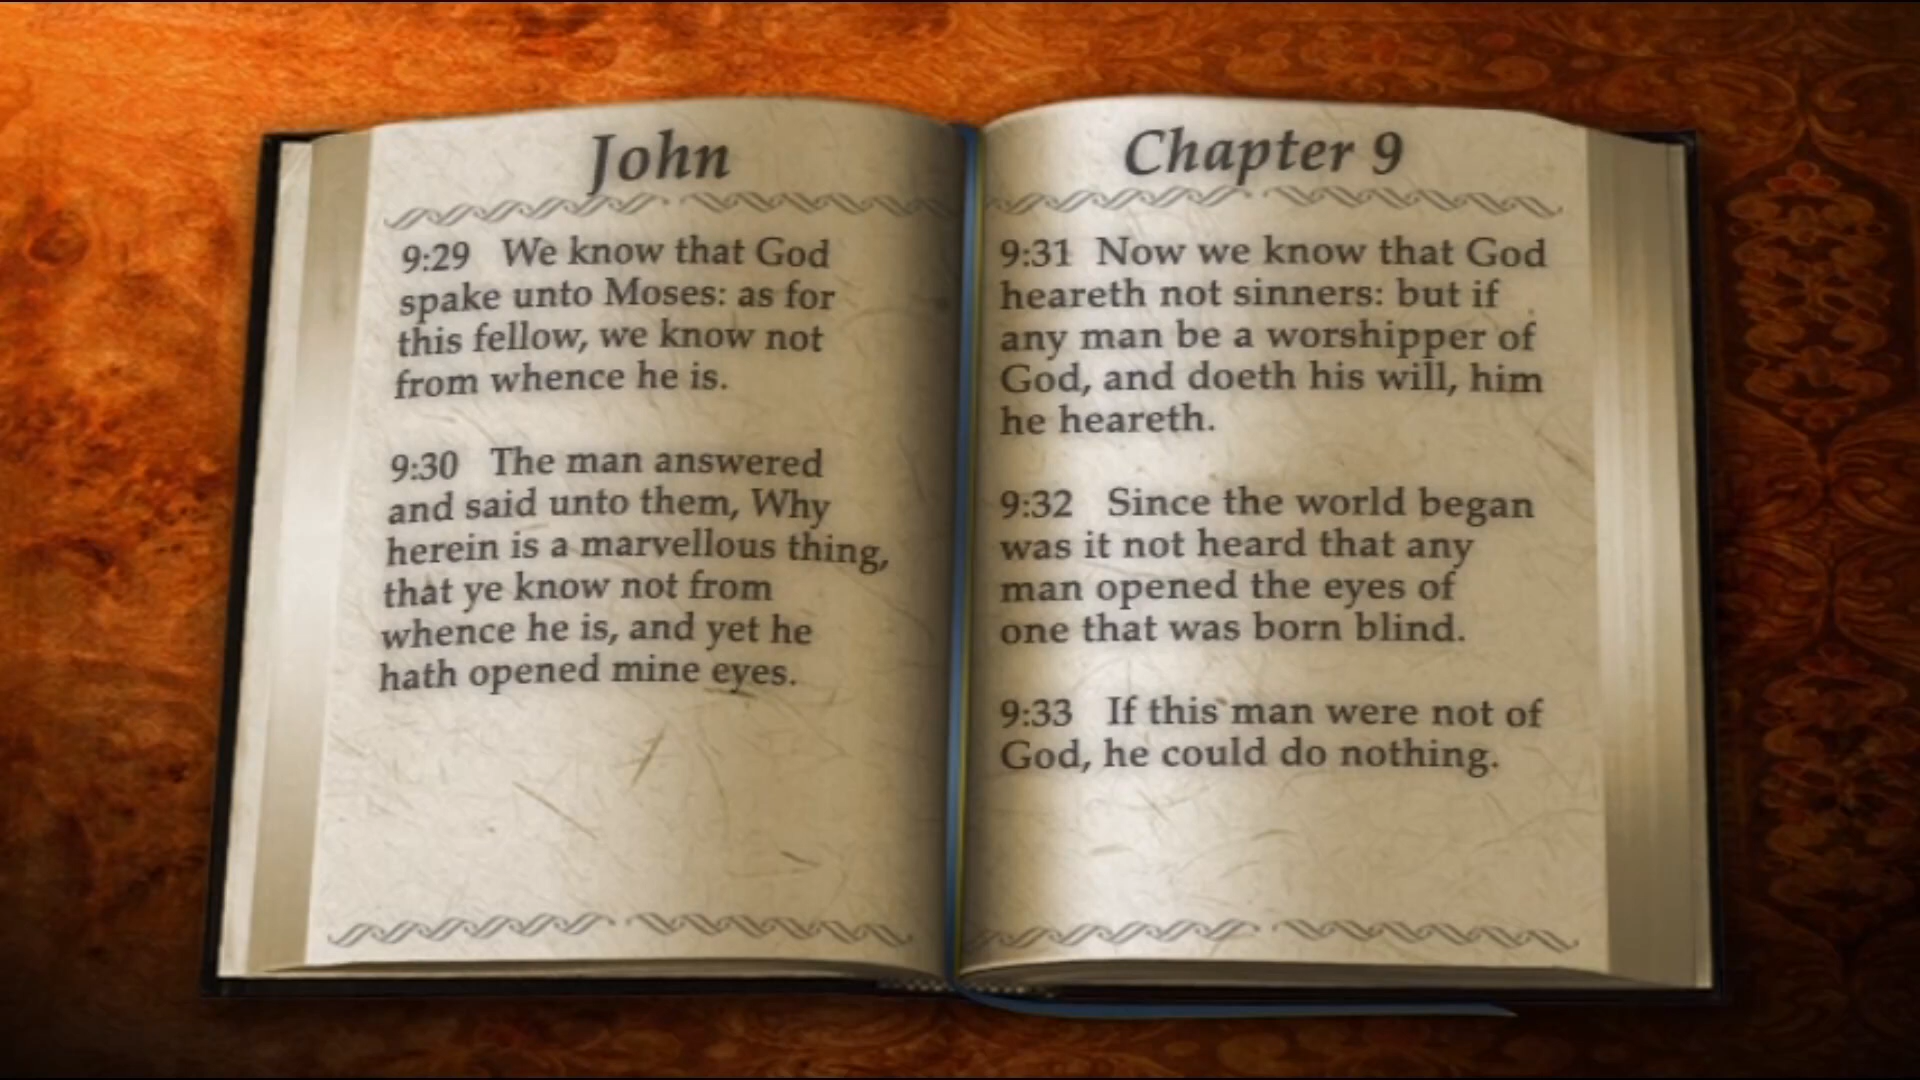 John
9:29 We know that God
spake unto Moses: as for
this fellow, we know not
from whence he is.
9:30 The man answered
and said unto them, Why
herein is a marvellous thing,
that ye know not from
whence he is, and yet he
hath opened mine eyes.
Chapter 9
9:31 Now we know that God
heareth not sinners: but if
any man be a worshipper of
God, and doeth his will, him
he heareth.
9:32 Since the world began
was it not heard that any
man opened the eyes of
one that was born blind.
9:33 If this man were not of
God, he could do nothing.